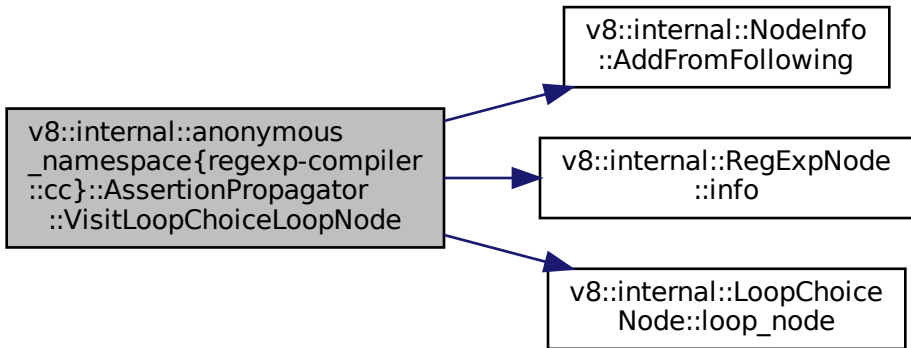 v8::internal::anonymous
_namespace{regexp-compiler
::cc}::AssertionPropagator
::VisitLoopChoiceLoopNode
v8::internal::NodeInfo
::AddFromFollowing
v8::internal::RegExpNode
::info
v8::internal::LoopChoice
Node::loop_node